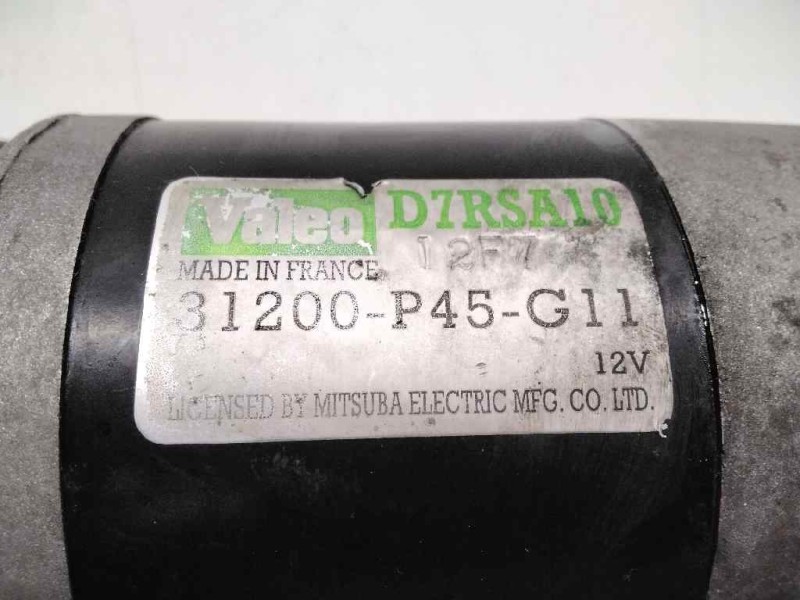 Valeo D7RSA10
12F7
MADE IN FRANCE
31200-P45-G11
12V
LICENSED BY MITSUBA ELECTRIC MFG. CO. LTD.